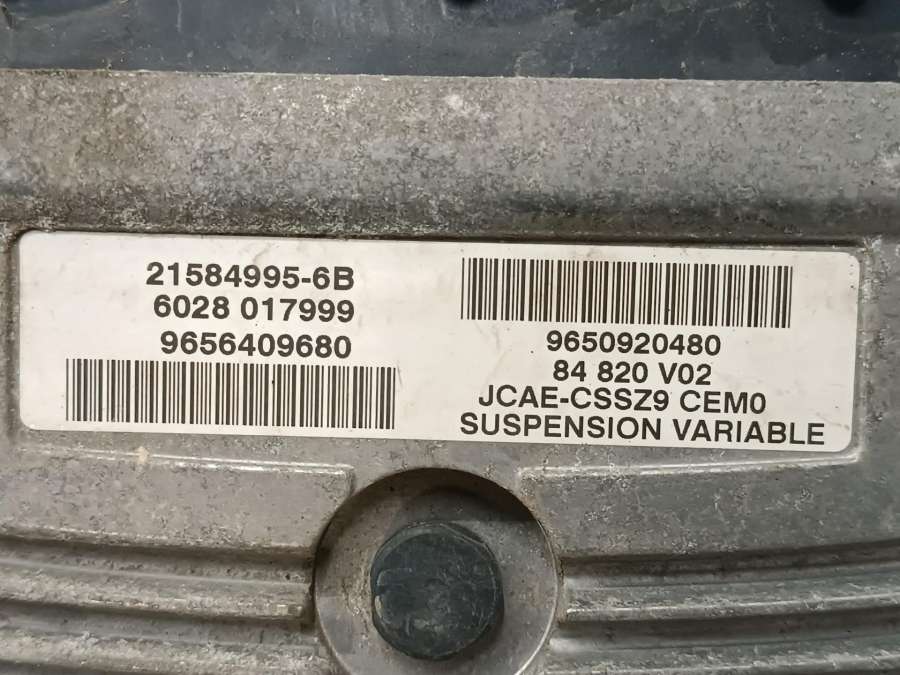 21584995-6B
6028 017999
9656409680
9650920480
84 820 V02
JCAE-CSSZ9 CEM0
SUSPENSION VARIABLE